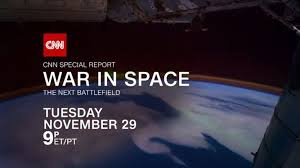 CNN
CNN SPECIAL REPORT
WAR IN SPACE
THE NEXT BATTLEFIELD
TUESDAY
NOVEMBER 29
9P
ET/PT